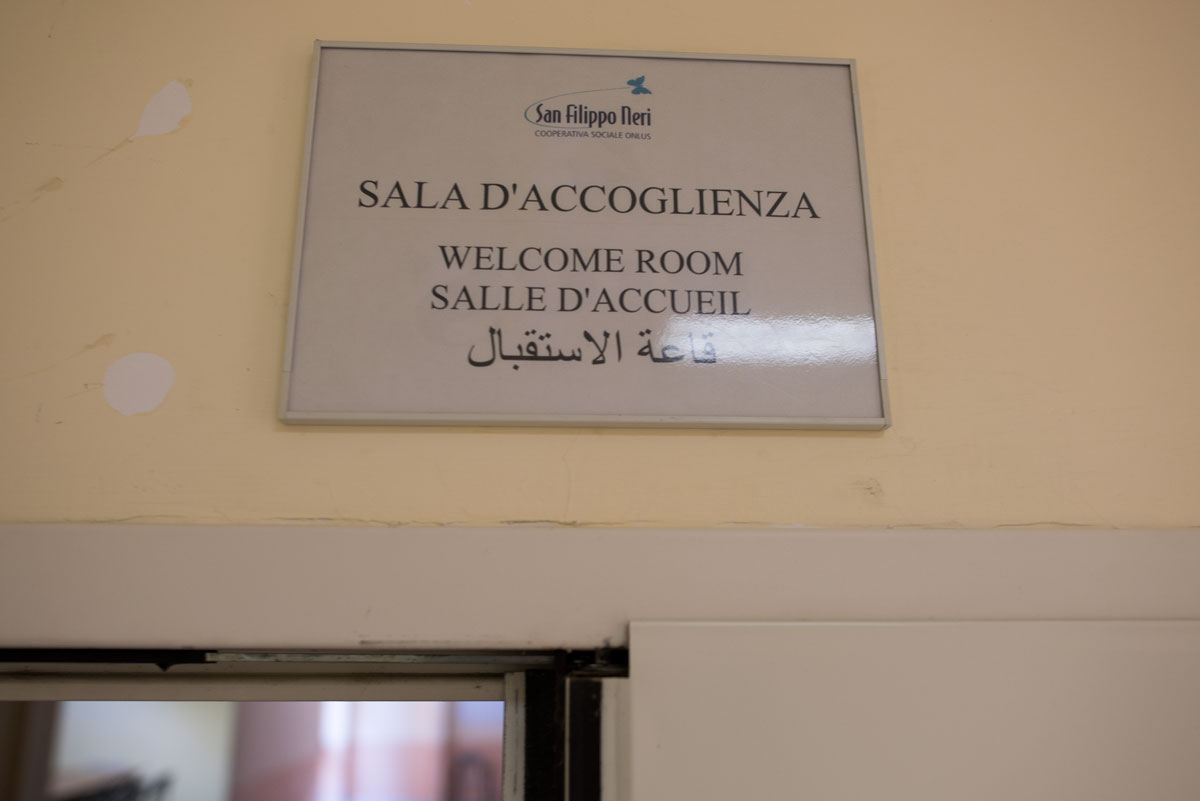 San Filippo Neri
COOPERATIVA SOCIALE ONLUS
SALA D'ACCOGLIENZA
WELCOME ROOM
SALLE D'ACCUEIL
قاعة الاستقبال